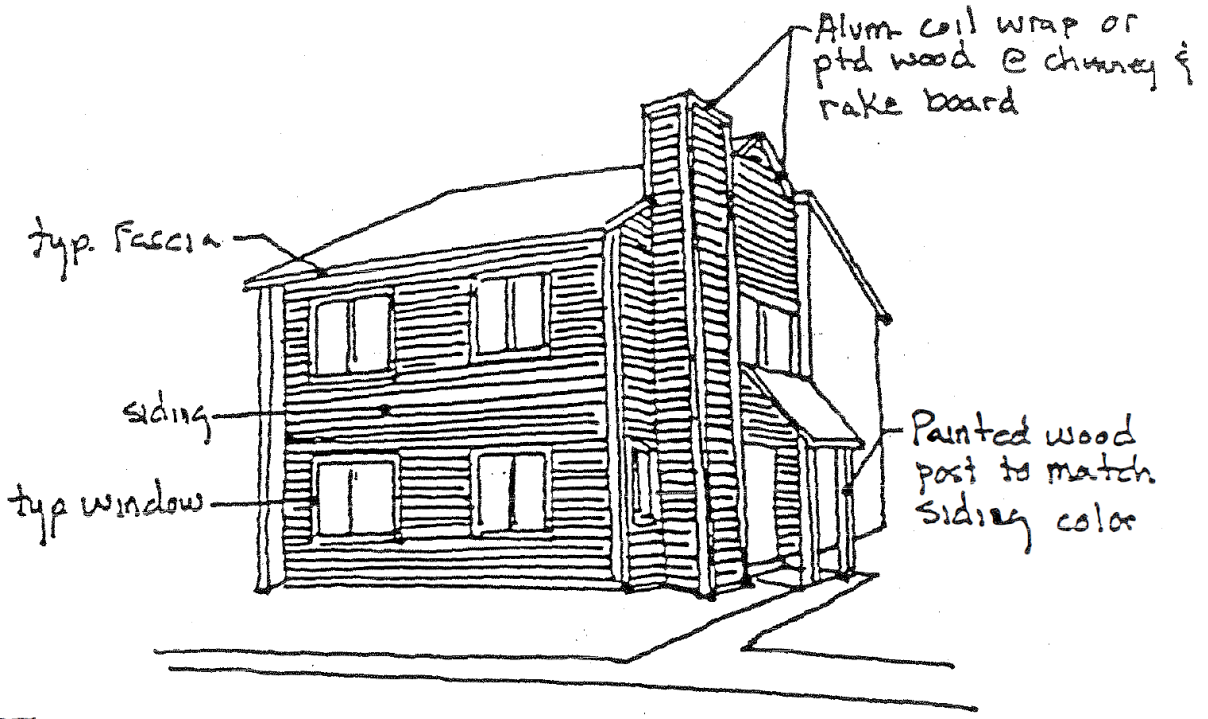 Alum coil wrap or
ptd wood @ chimney &
rake board
typ. Fascia
siding
typ window
Painted wood
post to match
siding color